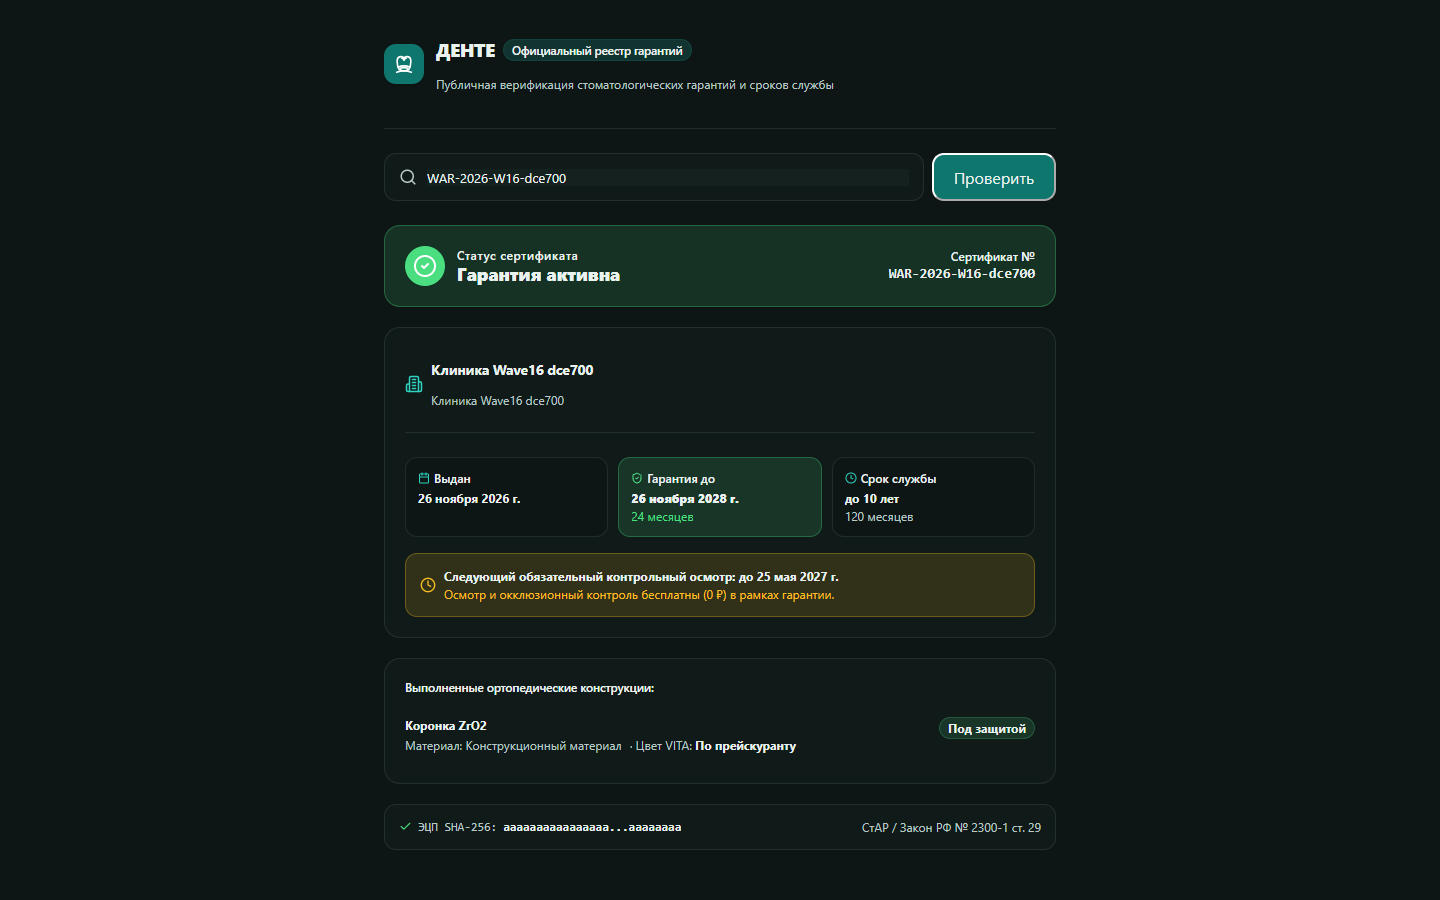 ДЕНТЕ
Официальный реестр гарантий
Публичная верификация стоматологических гарантий и сроков службы
WAR-2026-W16-dce700
Проверить
Статус сертификата
Гарантия активна
Сертификат №
WAR-2026-W16-dce700
Клиника Wave16 dce700
Клиника Wave16 dce700
Выдан
26 ноября 2026 г.
Гарантия до
26 ноября 2028 г.
24 месяцев
Срок службы
до 10 лет
120 месяцев
Следующий обязательный контрольный осмотр: до 25 мая 2027 г.
Осмотр и окклюзионный контроль бесплатны (0 ₽) в рамках гарантии.
Выполненные ортопедические конструкции:
Коронка ZrO2
Под защитой
Материал: Конструкционный материал · Цвет VITA: По прейскуранту
ЭЦП SHA-256: aaaaaaaaaaaaaaaa...aaaaaaaa
СтАР / Закон РФ № 2300-1 ст. 29